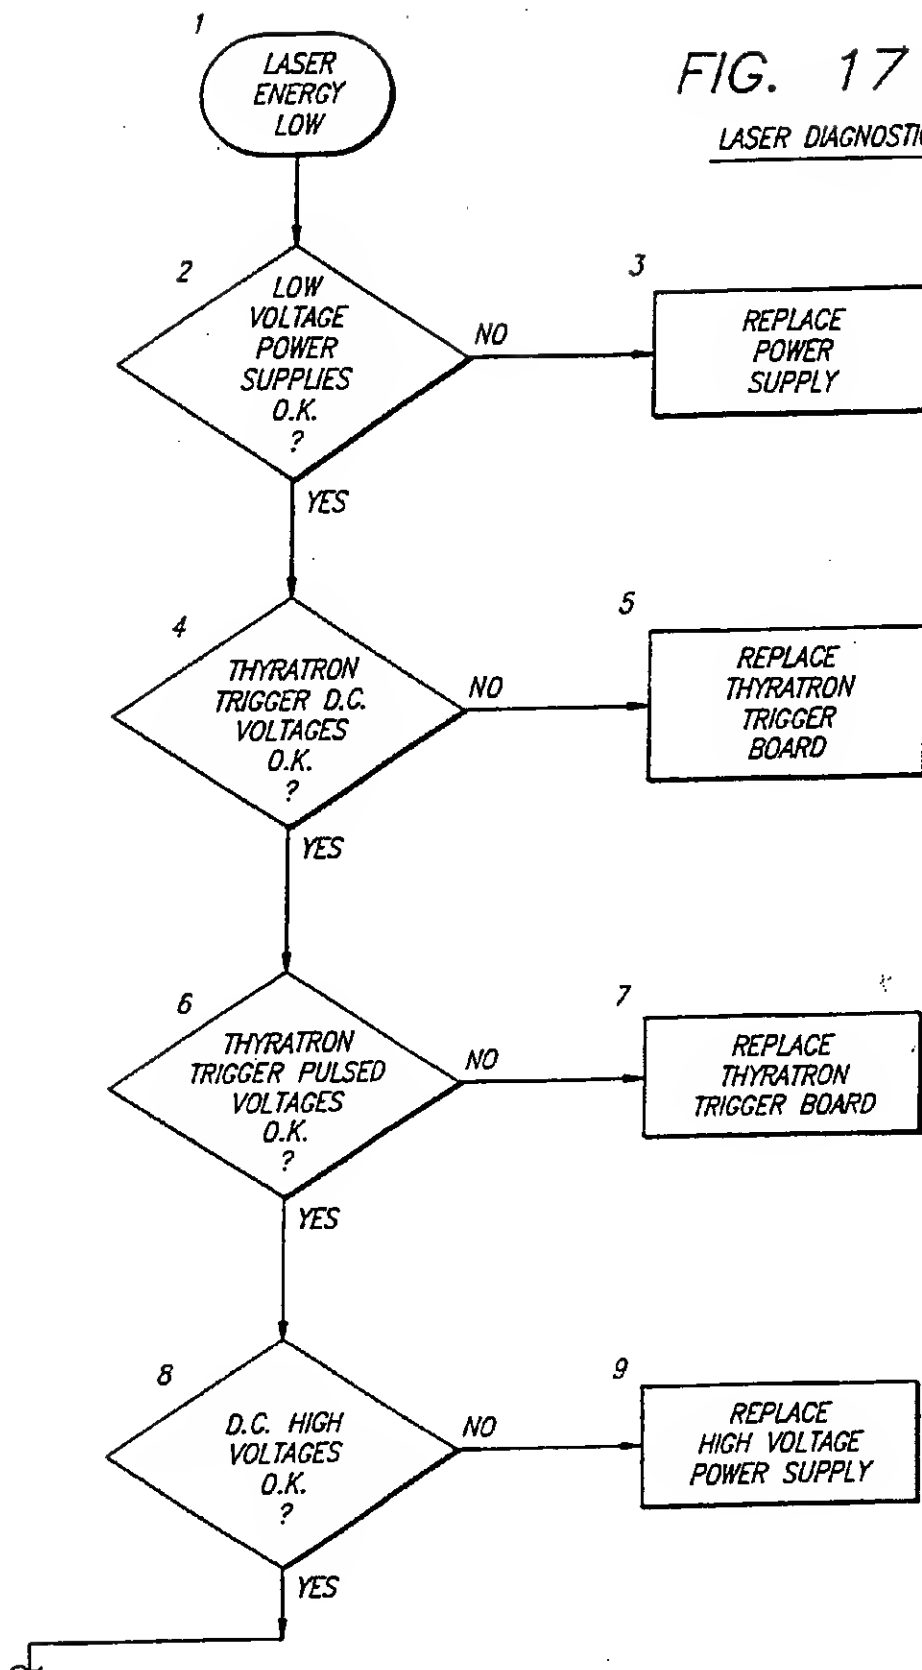 1
LASER
ENERGY
LOW
FIG. 17
LASER DIAGNOSTIC
2
LOW
VOLTAGE
POWER
SUPPLIES
O.K.
?
NO
3
REPLACE
POWER
SUPPLY
YES
4
THYRATRON
TRIGGER D.C.
VOLTAGES
O.K.
?
NO
5
REPLACE
THYRATRON
TRIGGER
BOARD
YES
6
THYRATRON
TRIGGER PULSED
VOLTAGES
O.K.
?
NO
7
REPLACE
THYRATRON
TRIGGER BOARD
YES
8
D.C. HIGH
VOLTAGES
O.K.
?
NO
9
REPLACE
HIGH VOLTAGE
POWER SUPPLY
YES